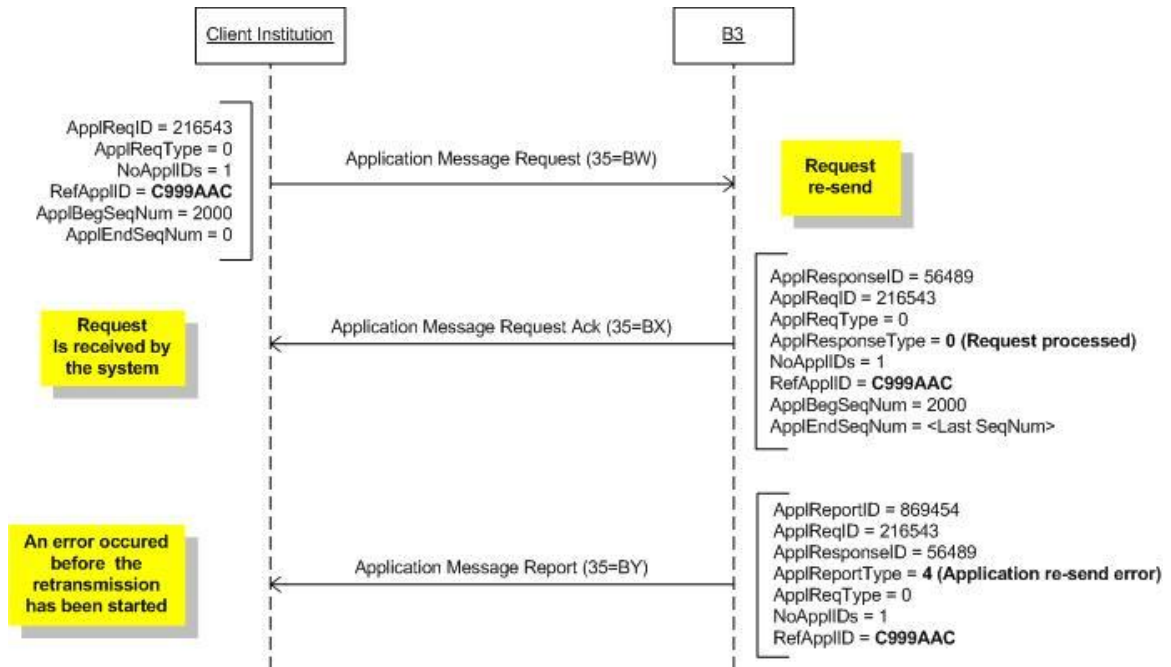 Client Institution
B3
ApplReqID = 216543
ApplReqType = 0
NoApplIDs = 1
RefApplID = C999AAC
ApplBegSeqNum = 2000
ApplEndSeqNum = 0
Application Message Request (35=BW)
Request
re-send
Request
Is received by
the system
Application Message Request Ack (35=BX)
ApplResponseID = 56489
ApplReqID = 216543
ApplReqType = 0
ApplResponseType = 0 (Request processed)
NoApplIDs = 1
RefApplID = C999AAC
ApplBegSeqNum = 2000
ApplEndSeqNum = <Last SeqNum>
An error occured
before the
retransmission
has been started
Application Message Report (35=BY)
ApplReportID = 869454
ApplReqID = 216543
ApplResponseID = 56489
ApplReportType = 4 (Application re-send error)
ApplReqType = 0
NoApplIDs = 1
RefApplID = C999AAC